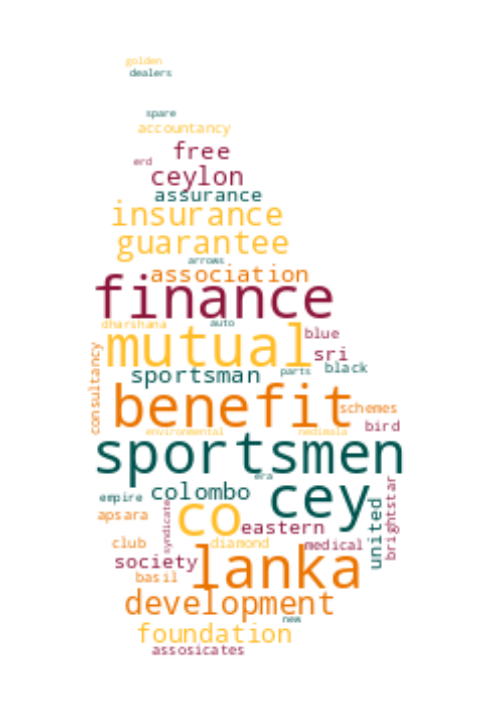 golden
dealers
spare
accountancy
free
erd
ceylon
assurance
insurance
guarantee
arrows
association
finance
dharshana
auto
mutual
blue
sri
consultancy
sportsman
parts
black
benefit
schemes
bird
environmental
nedimala
sportsmen
era
empire
colombo
cey
brightstar
apsara
co
syndicate
eastern
united
club
diamond
medical
society
lanka
basil
development
new
foundation
assosicates